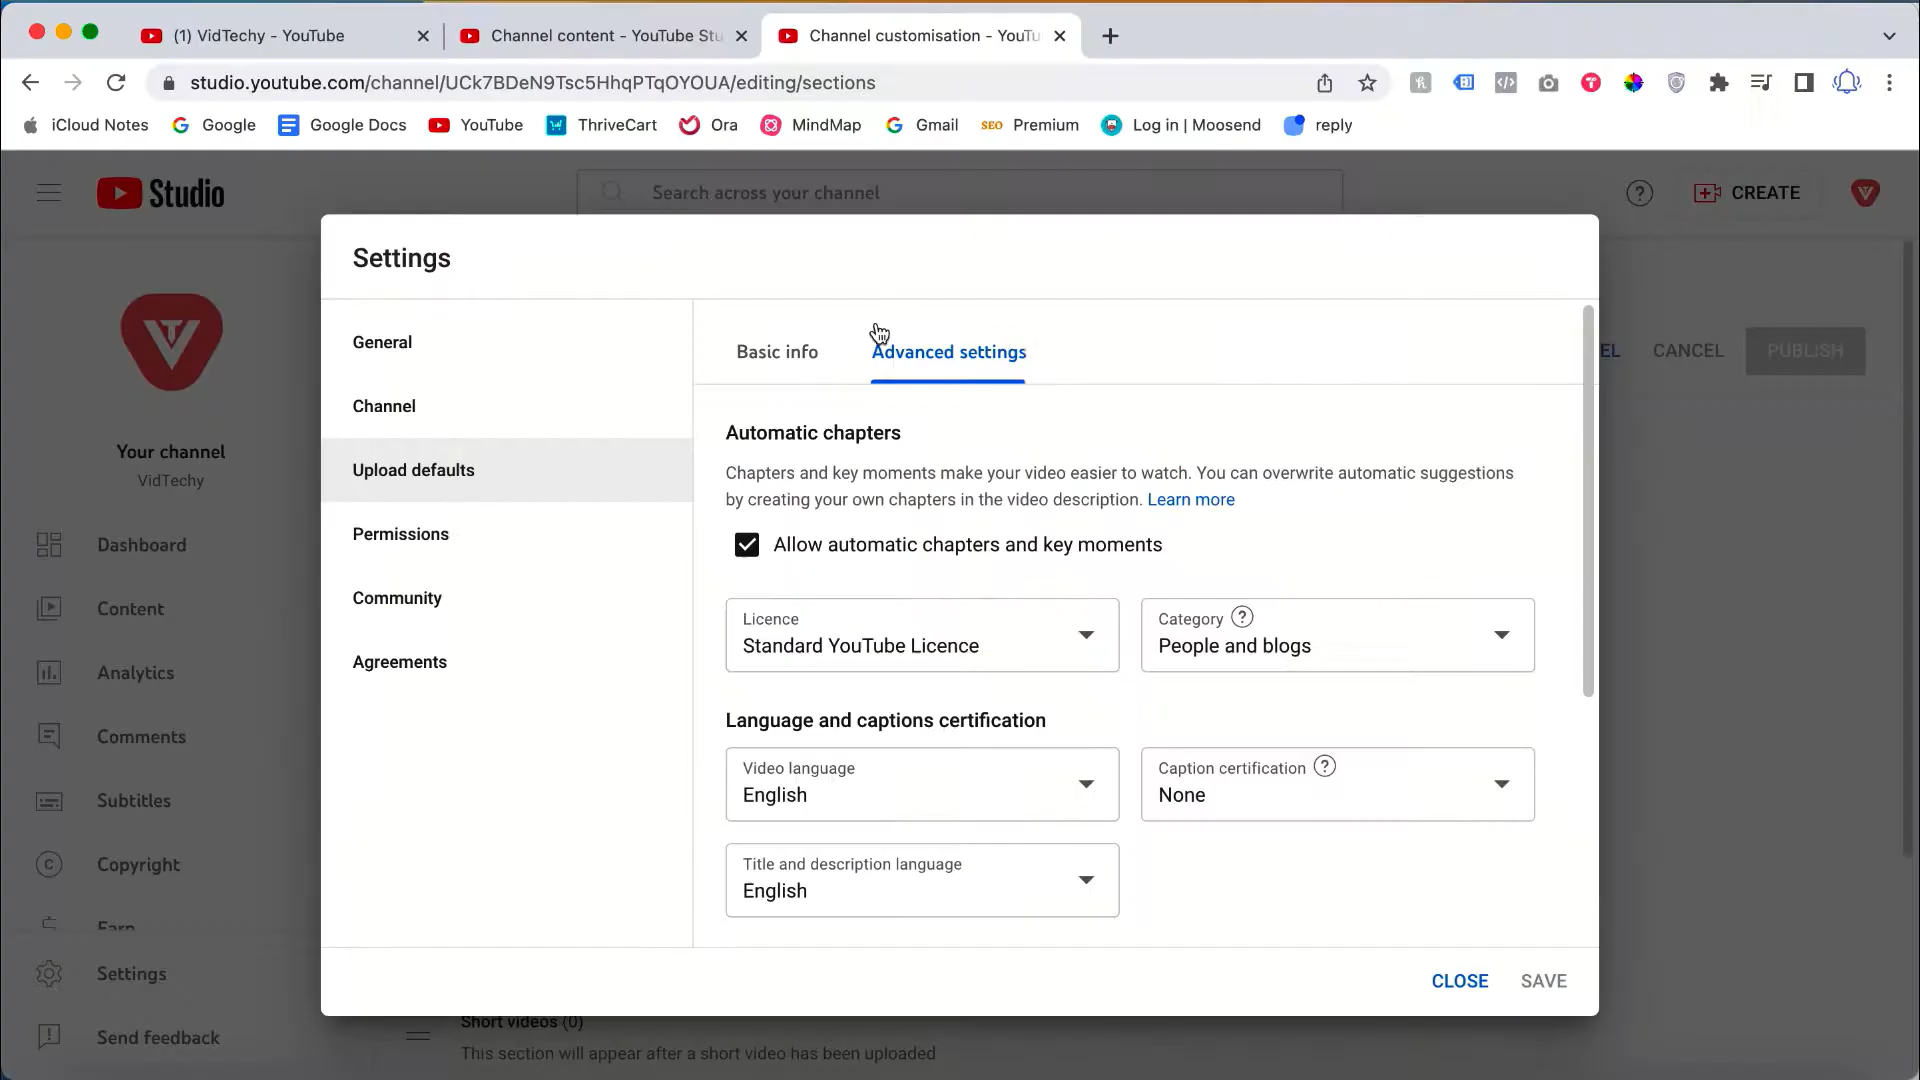 (1) VidTechy - YouTube
Channel content - YouTube Stu
Channel customisation - YouTu
studio.youtube.com/channel/UCk7BDeN9Tsc5HhqPTqOYOUA/editing/sections
iCloud Notes
Google
Google Docs
YouTube
ThriveCart
Ora
MindMap
Gmail
SEO Premium
Log in | Moosend
reply
Studio
Search across your channel
CREATE
Settings
General
Channel
Upload defaults
Permissions
Community
Agreements
Basic info
Advanced settings
EL
CANCEL
PUBLISH
Automatic chapters
Chapters and key moments make your video easier to watch. You can overwrite automatic suggestions
by creating your own chapters in the video description. Learn more
Allow automatic chapters and key moments
Licence
Standard YouTube Licence
Category
People and blogs
Language and captions certification
Video language
English
Caption certification
None
Title and description language
English
CLOSE
SAVE
Your channel
VidTechy
Dashboard
Content
Analytics
Comments
Subtitles
Copyright
Earn
Settings
Send feedback
Short videos (0)
This section will appear after a short video has been uploaded